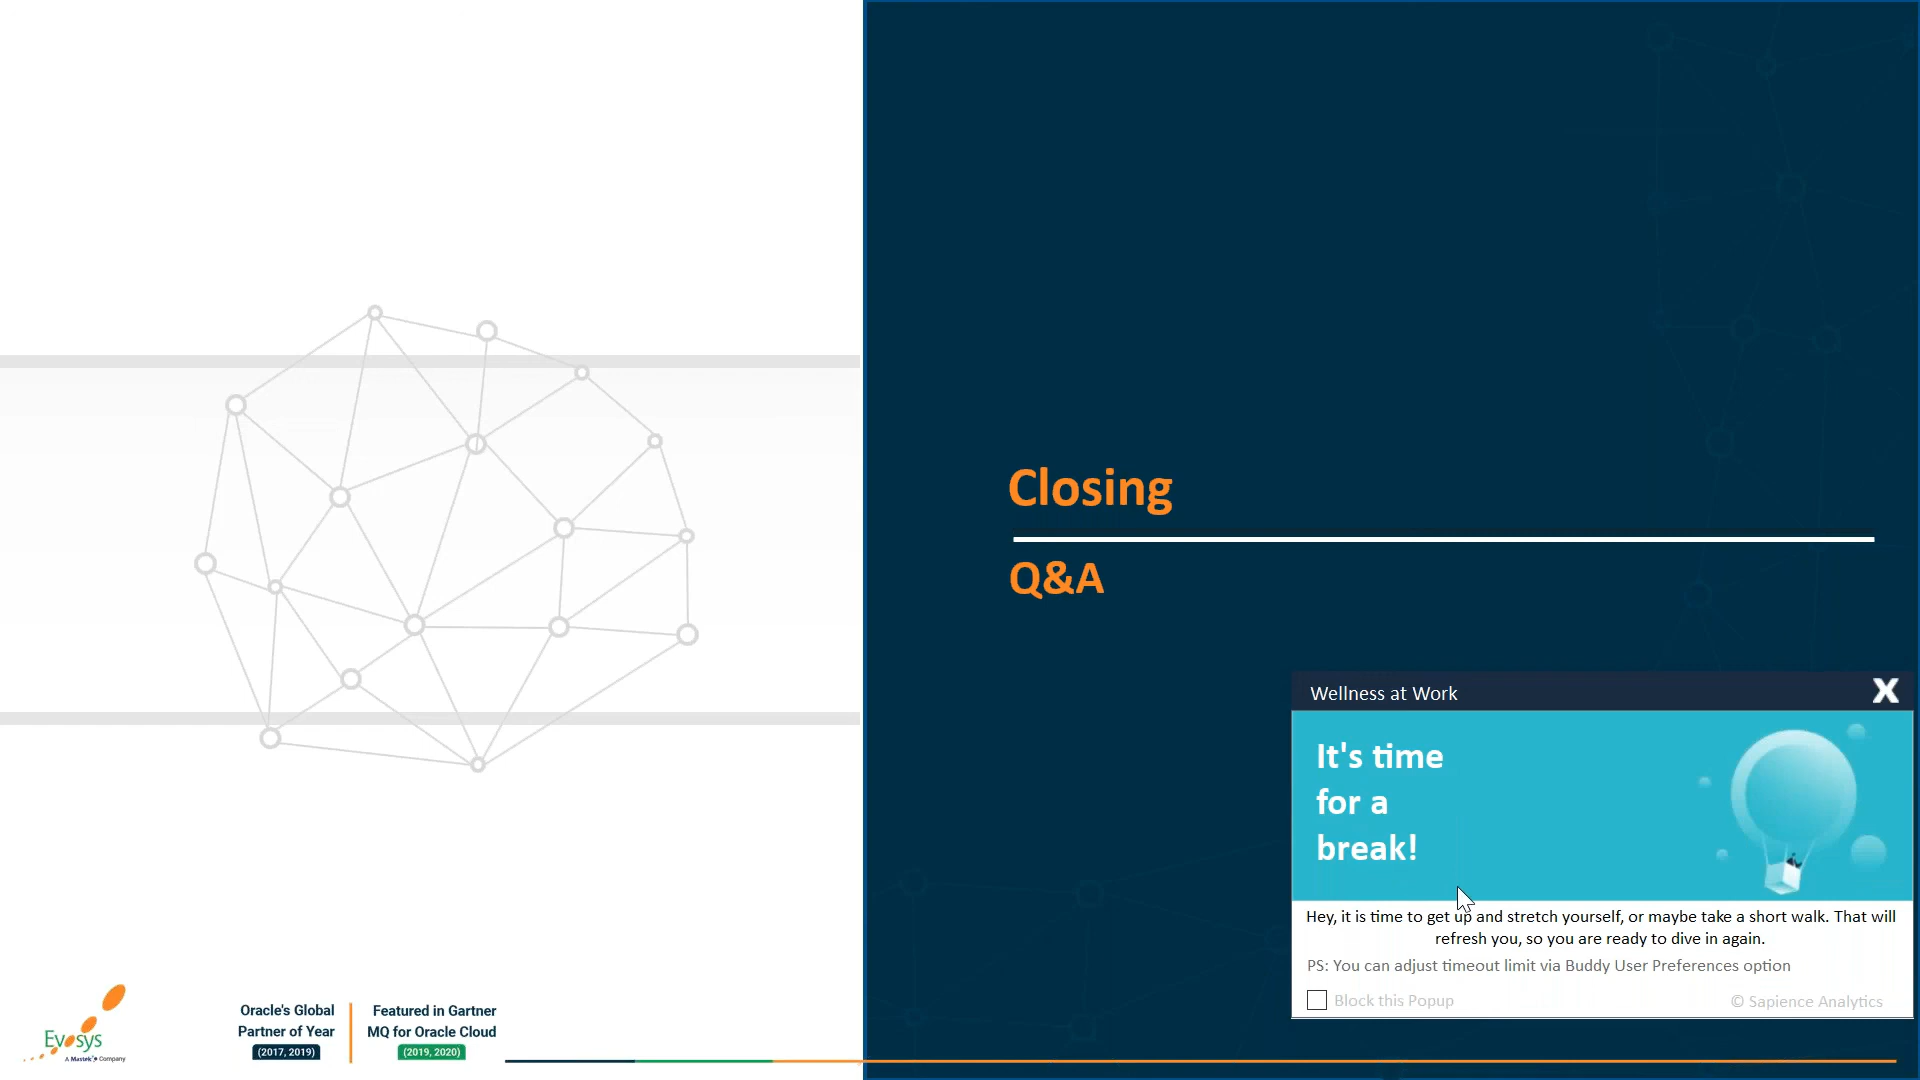 Closing
Q&A
Wellness at Work
X
It's time
for a
break!
Hey, it is time to get up and stretch yourself, or maybe take a short walk. That will
refresh you, so you are ready to dive in again.
PS: You can adjust timeout limit via Buddy User Preferences option
Block this Popup
© Sapience Analytics
Evosys
A Mastek Company
Oracle's Global
Partner of Year
(2017, 2019)
Featured in Gartner
MQ for Oracle Cloud
(2019, 2020)